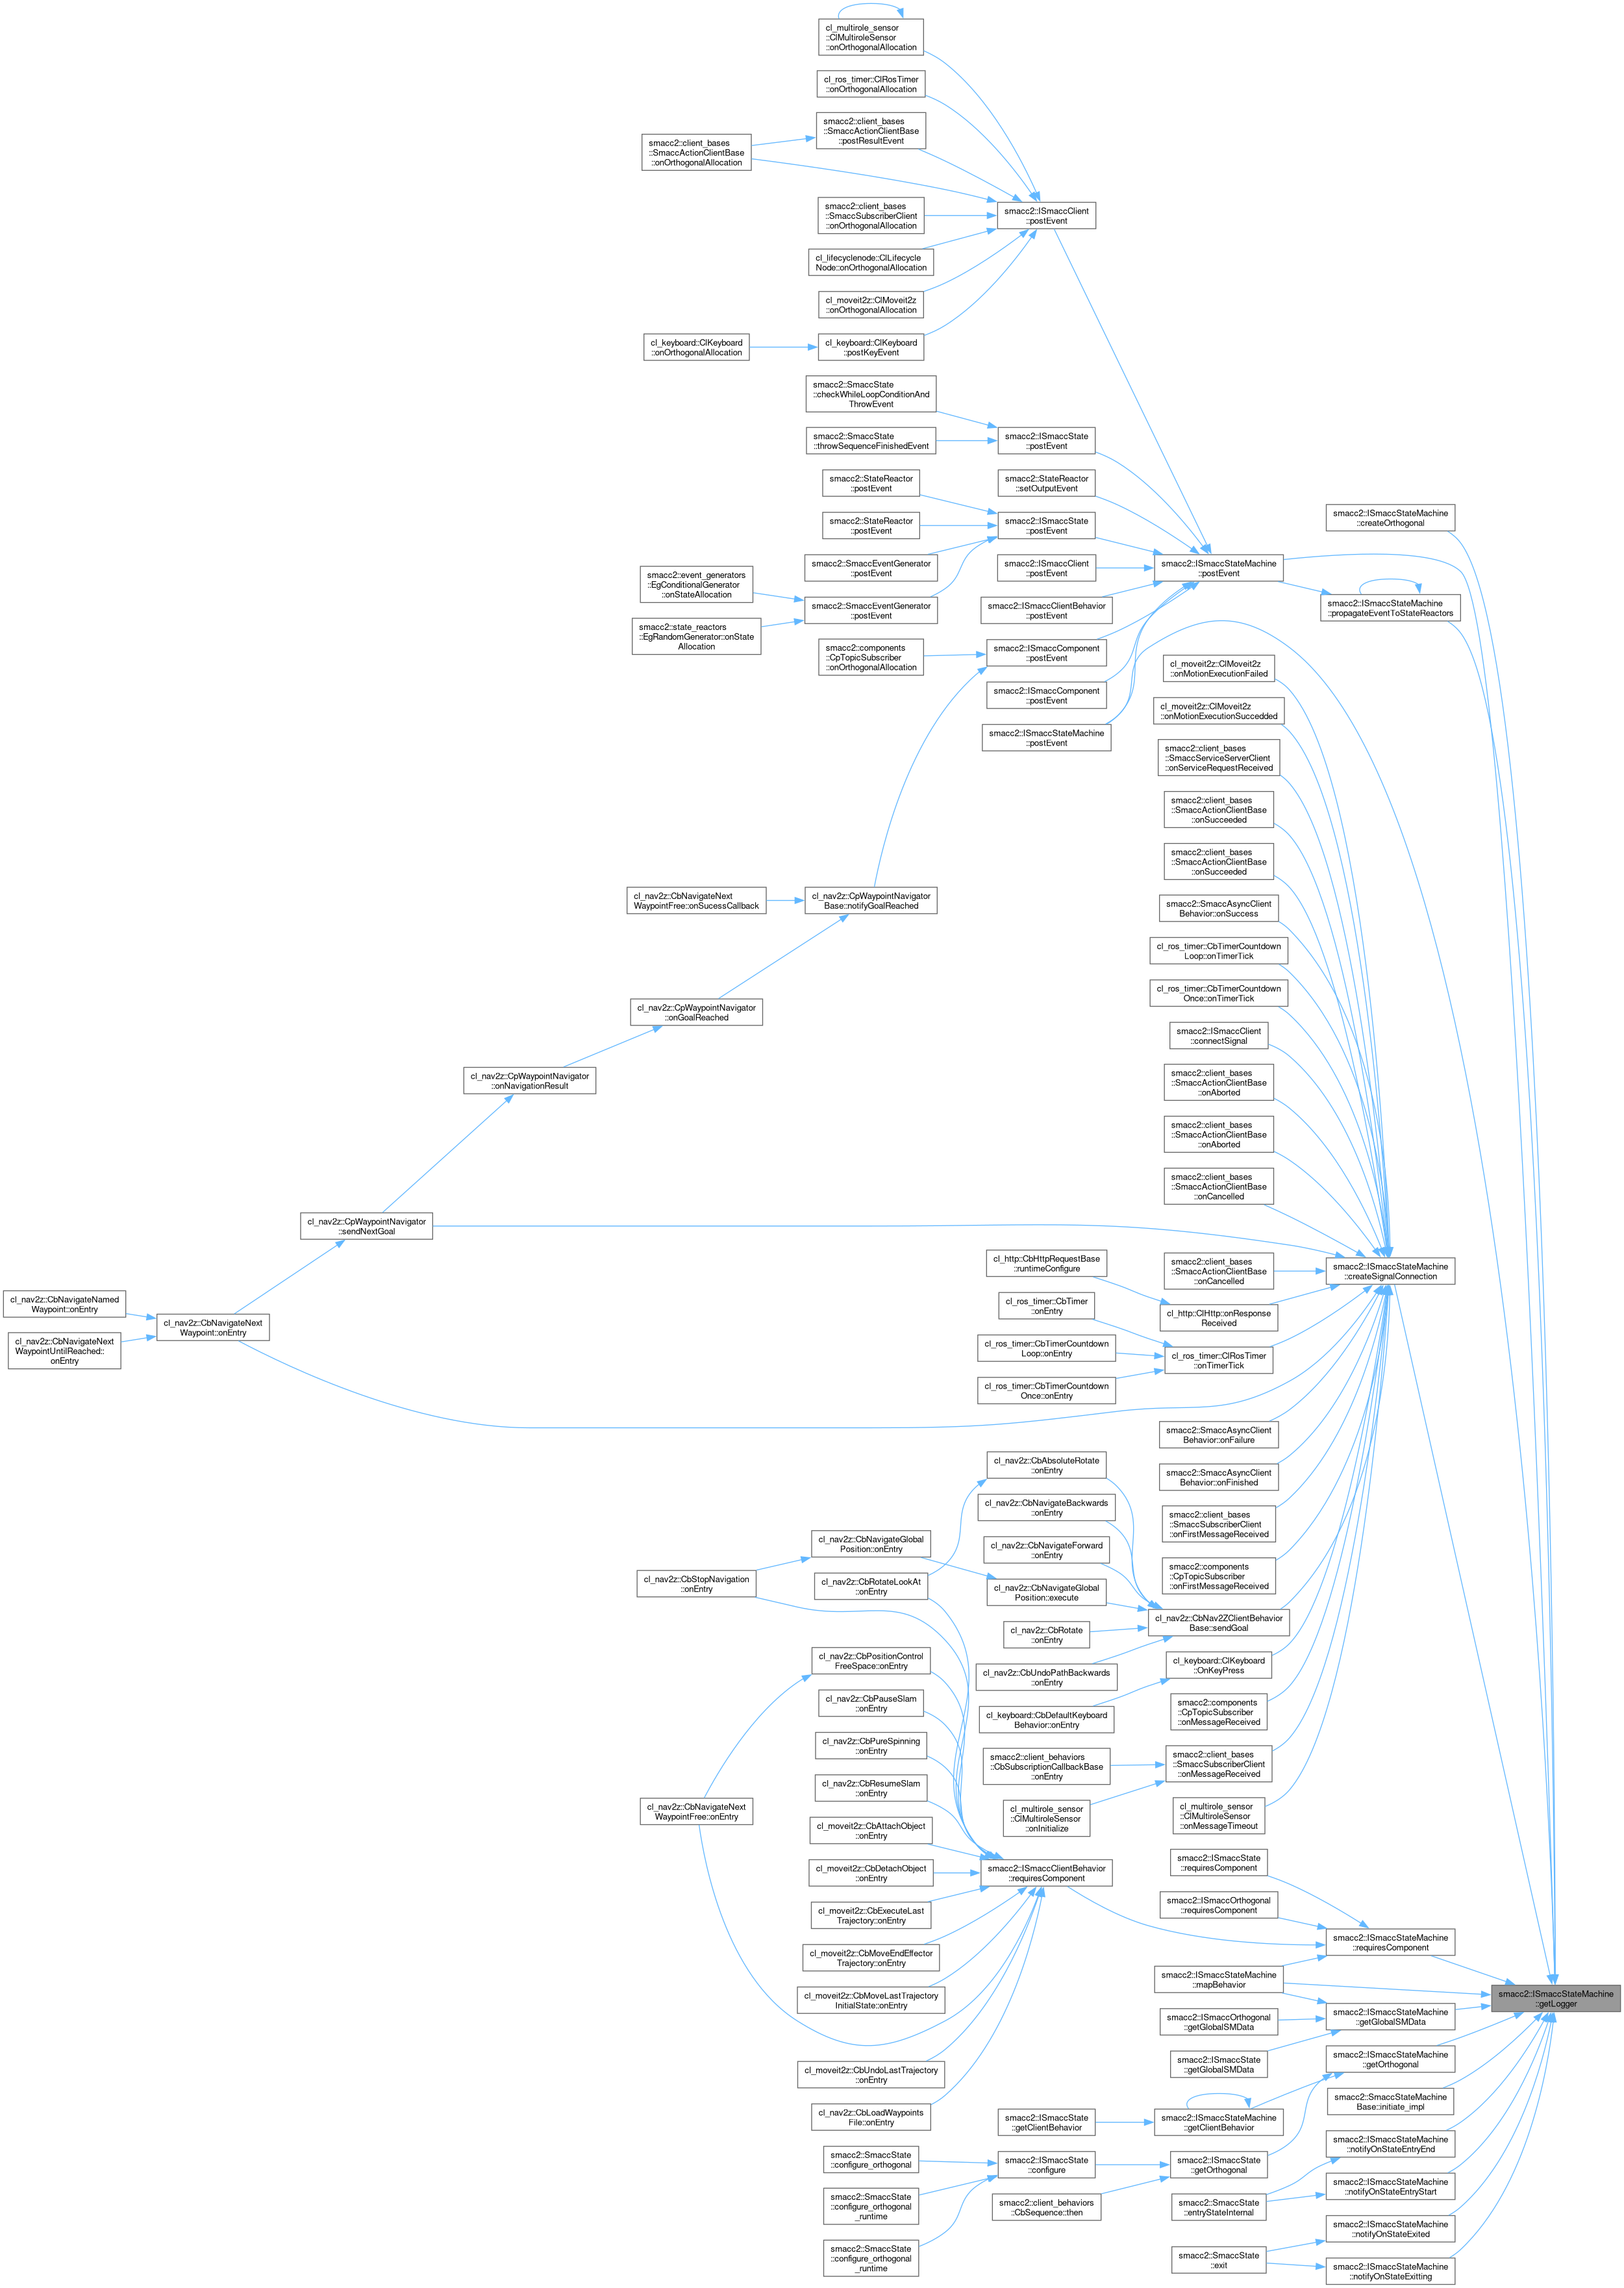 cl_multirole_sensor
::ClMultiroleSensor
::onOrthogonalAllocation
cl_ros_timer::ClRosTimer
::onOrthogonalAllocation
smacc2::client_bases
::SmaccActionClientBase
::postResultEvent
smacc2::client_bases
::SmaccActionClientBase
::onOrthogonalAllocation
smacc2::client_bases
::SmaccSubscriberClient
::onOrthogonalAllocation
smacc2::ISmaccClient
::postEvent
cl_lifecyclenode::ClLifecycle
Node::onOrthogonalAllocation
cl_moveit2z::ClMoveit2z
::onOrthogonalAllocation
cl_keyboard::ClKeyboard
::onOrthogonalAllocation
cl_keyboard::ClKeyboard
::postKeyEvent
smacc2::SmaccState
::checkWhileLoopConditionAnd
ThrowEvent
smacc2::SmaccState
::throwSequenceFinishedEvent
smacc2::ISmaccState
::postEvent
smacc2::StateReactor
::postEvent
smacc2::StateReactor
::setOutputEvent
smacc2::StateReactor
::postEvent
smacc2::ISmaccState
::postEvent
smacc2::ISmaccStateMachine
::createOrthogonal
smacc2::SmaccEventGenerator
::postEvent
smacc2::ISmaccClient
::postEvent
smacc2::ISmaccStateMachine
::postEvent
smacc2::event_generators
::EgConditionalGenerator
::onStateAllocation
smacc2::SmaccEventGenerator
::postEvent
smacc2::ISmaccClientBehavior
::postEvent
smacc2::ISmaccStateMachine
::propagateEventToStateReactors
smacc2::state_reactors
::EgRandomGenerator::onState
Allocation
smacc2::components
::CpTopicSubscriber
::onOrthogonalAllocation
smacc2::ISmaccComponent
::postEvent
smacc2::ISmaccComponent
::postEvent
smacc2::ISmaccStateMachine
::postEvent
cl_moveit2z::ClMoveit2z
::onMotionExecutionFailed
cl_moveit2z::ClMoveit2z
::onMotionExecutionSuccedded
smacc2::client_bases
::SmaccServiceServerClient
::onServiceRequestReceived
smacc2::client_bases
::SmaccActionClientBase
::onSucceeded
smacc2::client_bases
::SmaccActionClientBase
::onSucceeded
cl_nav2z::CbNavigateNext
WaypointFree::onSucessCallback
cl_nav2z::CpWaypointNavigator
Base::notifyGoalReached
smacc2::SmaccAsyncClient
Behavior::onSuccess
cl_ros_timer::CbTimerCountdown
Loop::onTimerTick
cl_ros_timer::CbTimerCountdown
Once::onTimerTick
cl_nav2z::CpWaypointNavigator
::onGoalReached
smacc2::ISmaccClient
::connectSignal
cl_nav2z::CpWaypointNavigator
::onNavigationResult
smacc2::client_bases
::SmaccActionClientBase
::onAborted
smacc2::client_bases
::SmaccActionClientBase
::onAborted
smacc2::client_bases
::SmaccActionClientBase
::onCancelled
cl_nav2z::CpWaypointNavigator
::sendNextGoal
cl_http::CbHttpRequestBase
::runtimeConfigure
smacc2::client_bases
::SmaccActionClientBase
::onCancelled
smacc2::ISmaccStateMachine
::createSignalConnection
cl_nav2z::CbNavigateNamed
Waypoint::onEntry
cl_nav2z::CbNavigateNext
Waypoint::onEntry
cl_ros_timer::CbTimer
::onEntry
cl_http::ClHttp::onResponse
Received
cl_nav2z::CbNavigateNext
WaypointUntilReached::
onEntry
cl_ros_timer::CbTimerCountdown
Loop::onEntry
cl_ros_timer::ClRosTimer
::onTimerTick
cl_ros_timer::CbTimerCountdown
Once::onEntry
smacc2::SmaccAsyncClient
Behavior::onFailure
cl_nav2z::CbAbsoluteRotate
::onEntry
smacc2::SmaccAsyncClient
Behavior::onFinished
cl_nav2z::CbNavigateBackwards
::onEntry
smacc2::client_bases
::SmaccSubscriberClient
::onFirstMessageReceived
cl_nav2z::CbNavigateGlobal
Position::onEntry
cl_nav2z::CbNavigateForward
::onEntry
smacc2::components
::CpTopicSubscriber
::onFirstMessageReceived
cl_nav2z::CbStopNavigation
::onEntry
cl_nav2z::CbRotateLookAt
::onEntry
cl_nav2z::CbNavigateGlobal
Position::execute
cl_nav2z::CbNav2ZClientBehavior
Base::sendGoal
cl_nav2z::CbRotate
::onEntry
cl_nav2z::CbPositionControl
FreeSpace::onEntry
cl_nav2z::CbUndoPathBackwards
::onEntry
cl_keyboard::ClKeyboard
::OnKeyPress
cl_nav2z::CbPauseSlam
::onEntry
cl_keyboard::CbDefaultKeyboard
Behavior::onEntry
smacc2::components
::CpTopicSubscriber
::onMessageReceived
cl_nav2z::CbPureSpinning
::onEntry
smacc2::client_behaviors
::CbSubscriptionCallbackBase
::onEntry
smacc2::client_bases
::SmaccSubscriberClient
::onMessageReceived
cl_nav2z::CbNavigateNext
WaypointFree::onEntry
cl_nav2z::CbResumeSlam
::onEntry
cl_multirole_sensor
::ClMultiroleSensor
::onInitialize
cl_multirole_sensor
::ClMultiroleSensor
::onMessageTimeout
cl_moveit2z::CbAttachObject
::onEntry
cl_moveit2z::CbDetachObject
::onEntry
smacc2::ISmaccClientBehavior
::requiresComponent
smacc2::ISmaccState
::requiresComponent
cl_moveit2z::CbExecuteLast
Trajectory::onEntry
smacc2::ISmaccOrthogonal
::requiresComponent
cl_moveit2z::CbMoveEndEffector
Trajectory::onEntry
smacc2::ISmaccStateMachine
::requiresComponent
cl_moveit2z::CbMoveLastTrajectory
InitialState::onEntry
smacc2::ISmaccStateMachine
::mapBehavior
smacc2::ISmaccStateMachine
::getLogger
smacc2::ISmaccOrthogonal
::getGlobalSMData
smacc2::ISmaccStateMachine
::getGlobalSMData
cl_moveit2z::CbUndoLastTrajectory
::onEntry
smacc2::ISmaccState
::getGlobalSMData
smacc2::ISmaccStateMachine
::getOrthogonal
cl_nav2z::CbLoadWaypoints
File::onEntry
smacc2::ISmaccState
::getClientBehavior
smacc2::ISmaccStateMachine
::getClientBehavior
smacc2::SmaccStateMachine
Base::initiate_impl
smacc2::SmaccState
::configure_orthogonal
smacc2::ISmaccState
::configure
smacc2::ISmaccState
::getOrthogonal
smacc2::ISmaccStateMachine
::notifyOnStateEntryEnd
smacc2::SmaccState
::configure_orthogonal
_runtime
smacc2::client_behaviors
::CbSequence::then
smacc2::SmaccState
::entryStateInternal
smacc2::ISmaccStateMachine
::notifyOnStateEntryStart
smacc2::SmaccState
::configure_orthogonal
_runtime
smacc2::SmaccState
::exit
smacc2::ISmaccStateMachine
::notifyOnStateExited
smacc2::ISmaccStateMachine
::notifyOnStateExitting